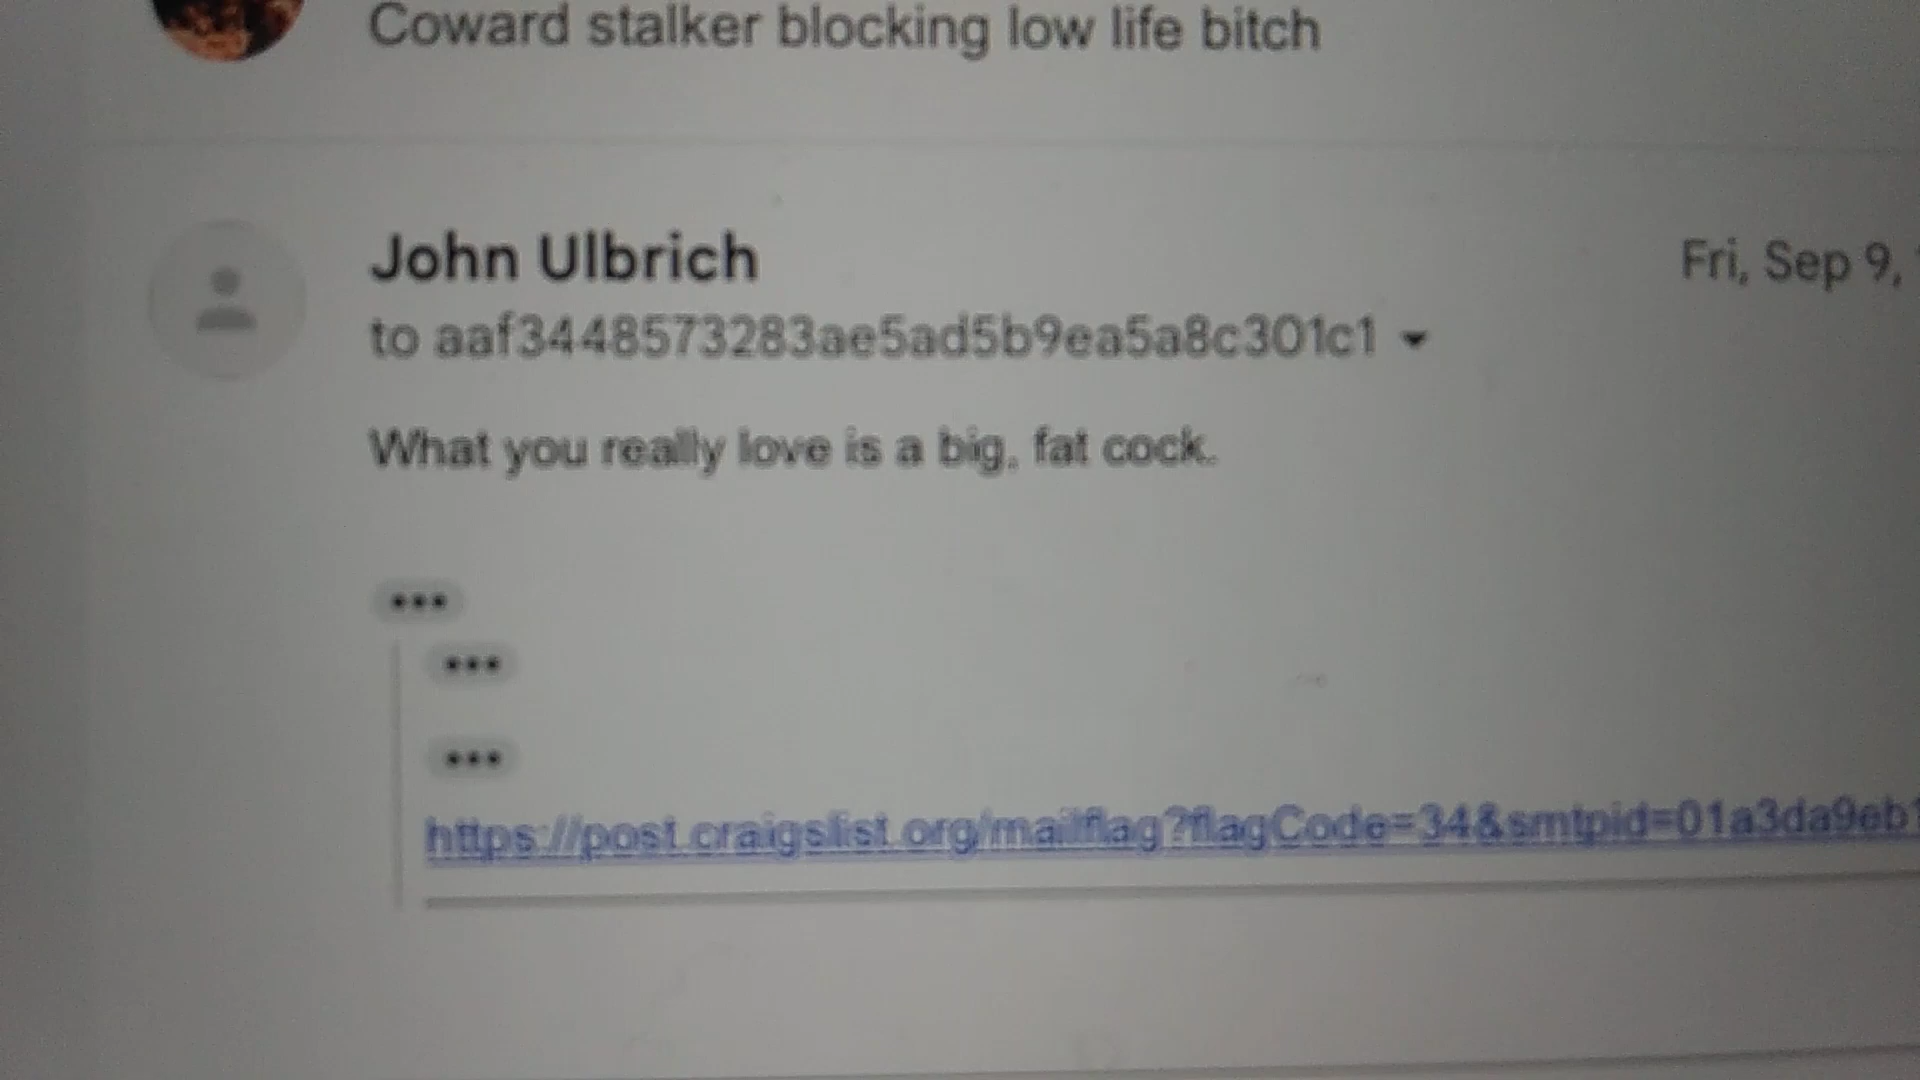 Coward stalker blocking low life bitch
John Ulbrich
Fri, Sep 9,
to aaf3448573283ae5ad5b9ea5a8c301c1
What you really love is a big, fat cock.
https://post.craigslist.org/mailflag?flagCode=34&smtpid=01a3da9eb1